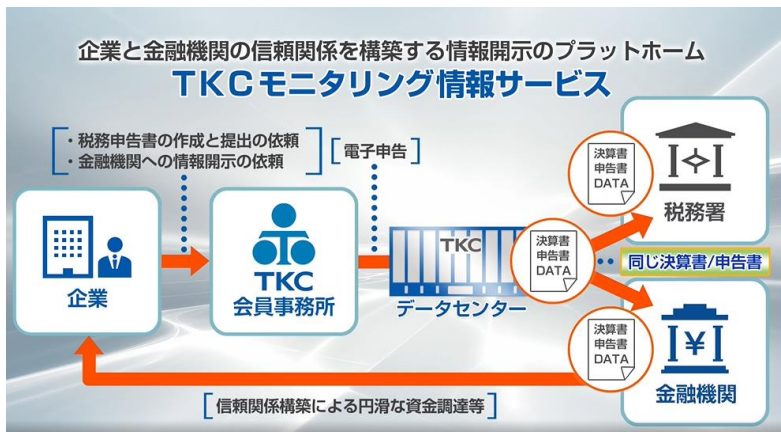 企業と金融機関の信頼関係を構築する情報開示のプラットホーム
TKCモニタリング情報サービス
・税務申告書の作成と提出の依頼
・金融機関への情報開示の依頼
電子申告
企業
TKC
会員事務所
TKC
データセンター
決算書
申告書
DATA
決算書
申告書
DATA
税務署
同じ決算書/申告書
決算書
申告書
DATA
¥
金融機関
信頼関係構築による円滑な資金調達等